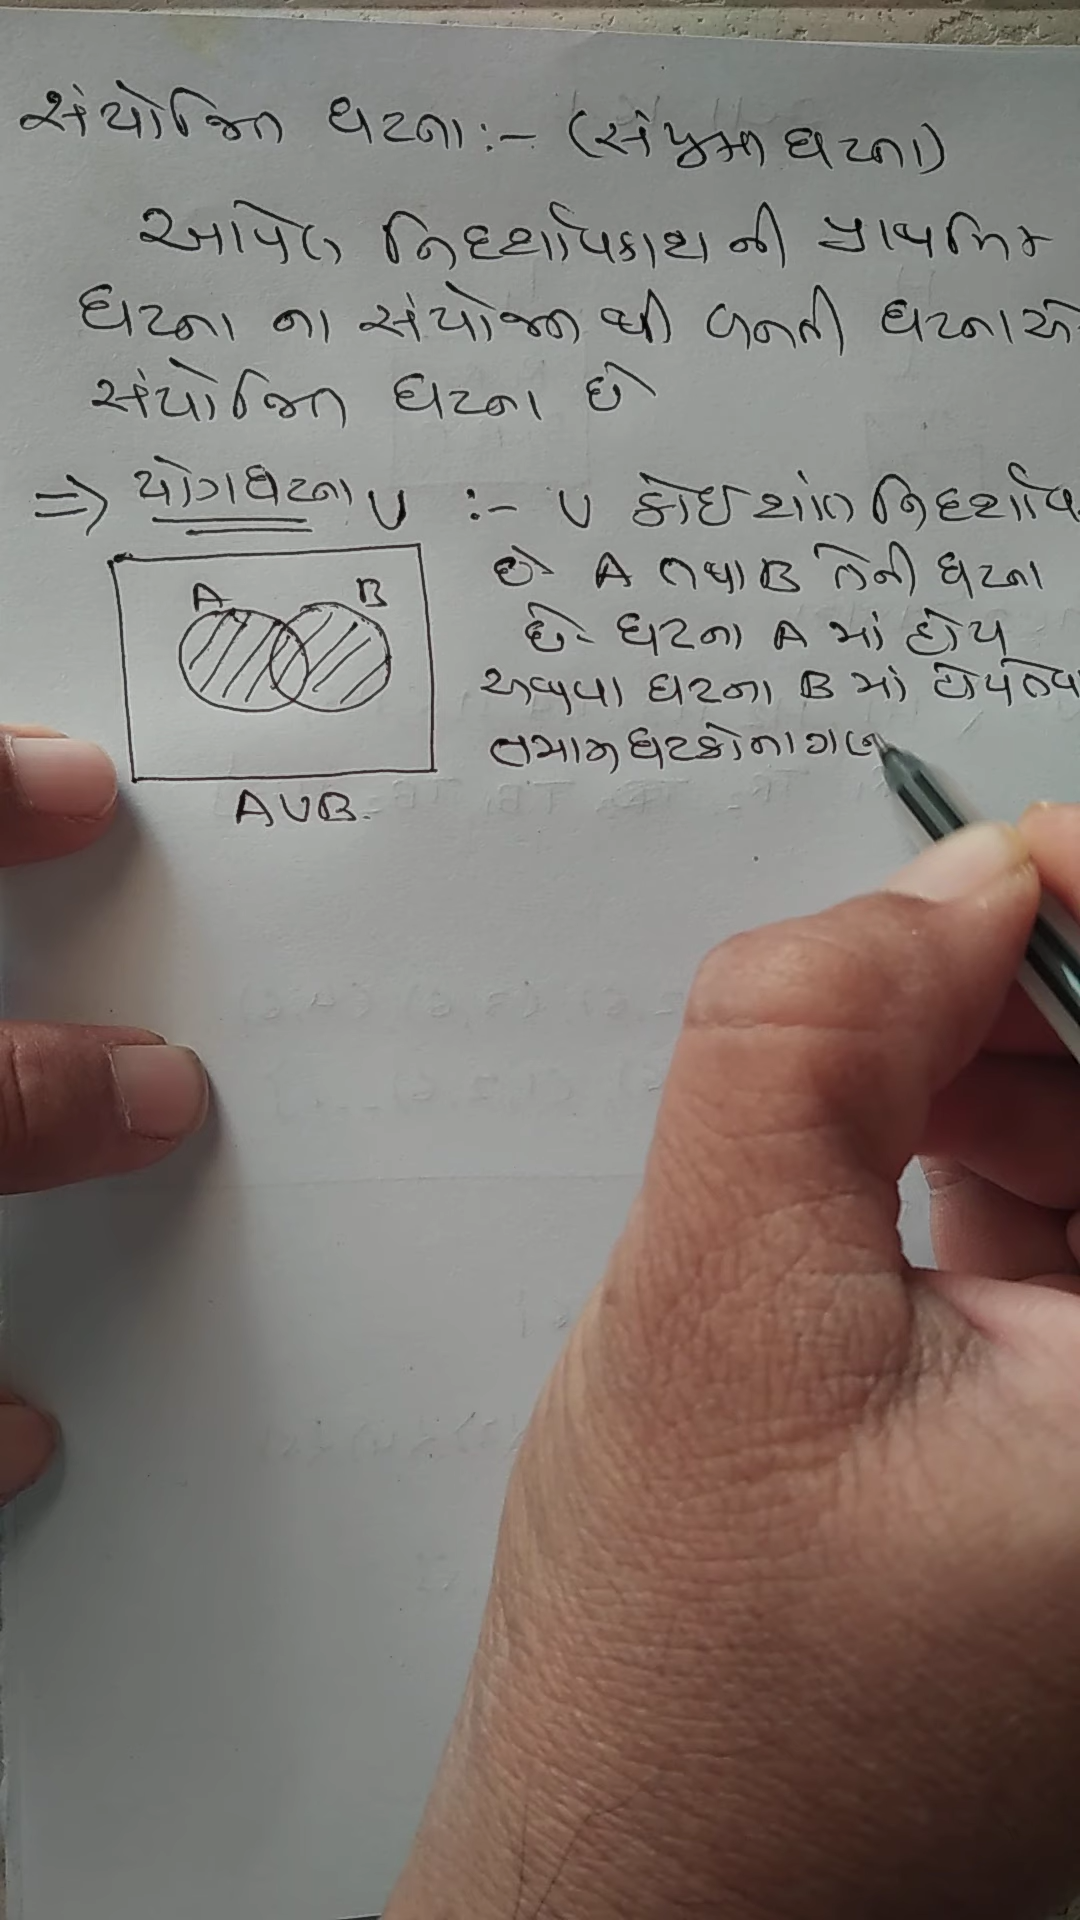 સંયોજિત ઘટના :- (સંયુક્ત ઘટના)
આપેલ નિદર્શાવકાશ ની પ્રાથમિક
ઘટના ના સંયોજન થી બનતી ઘટના એ
સંયોજિત ઘટના છે
⇒ યોગઘટના ∪ :- U કોઈ શાંત નિદર્શાવ
A B
છે A તથા B તેની ઘટના
છે ઘટના A માં હોય
અથવા ઘટના B માં હોય તેવ
તમામ ઘટકોના ગણ
A∪B.